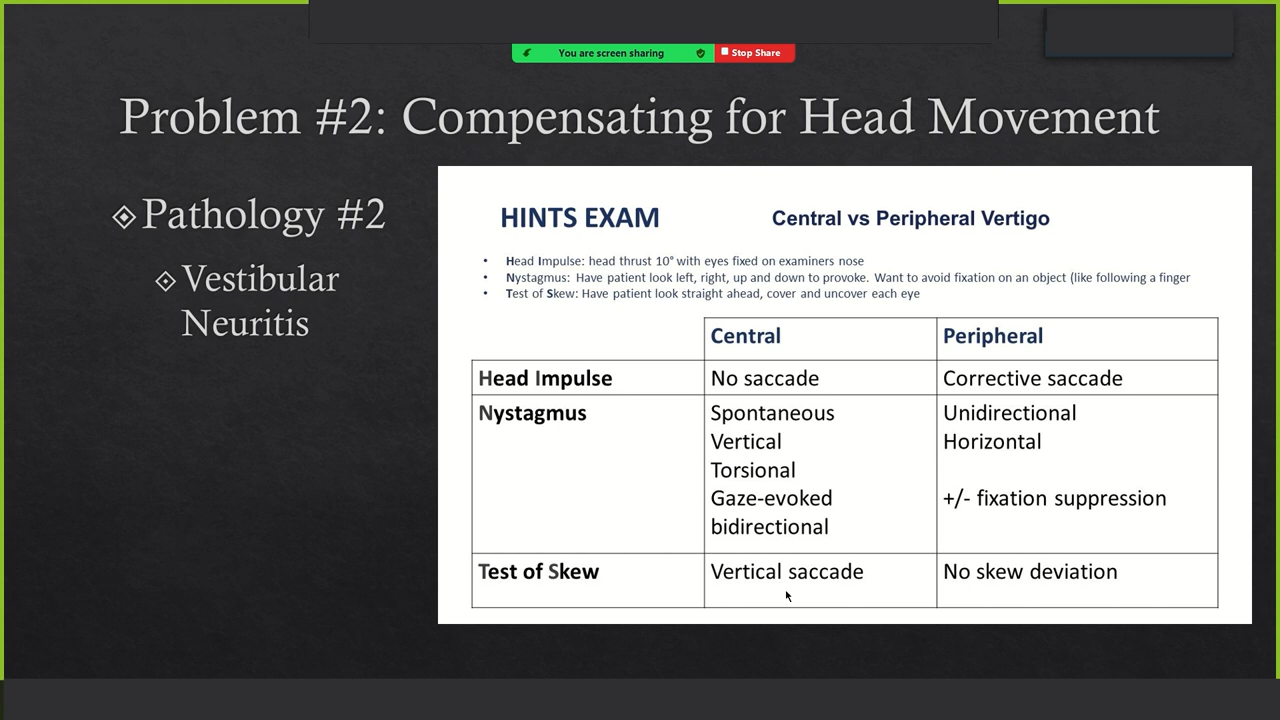 You are screen sharing
Stop Share
Problem #2: Compensating for Head Movement
Pathology #2
Vestibular
Neuritis
HINTS EXAM
Central vs Peripheral Vertigo
• Head Impulse: head thrust 10° with eyes fixed on examiners nose
• Nystagmus: Have patient look left, right, up and down to provoke. Want to avoid fixation on an object (like following a finger
• Test of Skew: Have patient look straight ahead, cover and uncover each eye
Central Peripheral
Head Impulse No saccade Corrective saccade
Nystagmus Spontaneous Unidirectional
Vertical Horizontal
Torsional
Gaze-evoked +/- fixation suppression
bidirectional
Test of Skew Vertical saccade No skew deviation